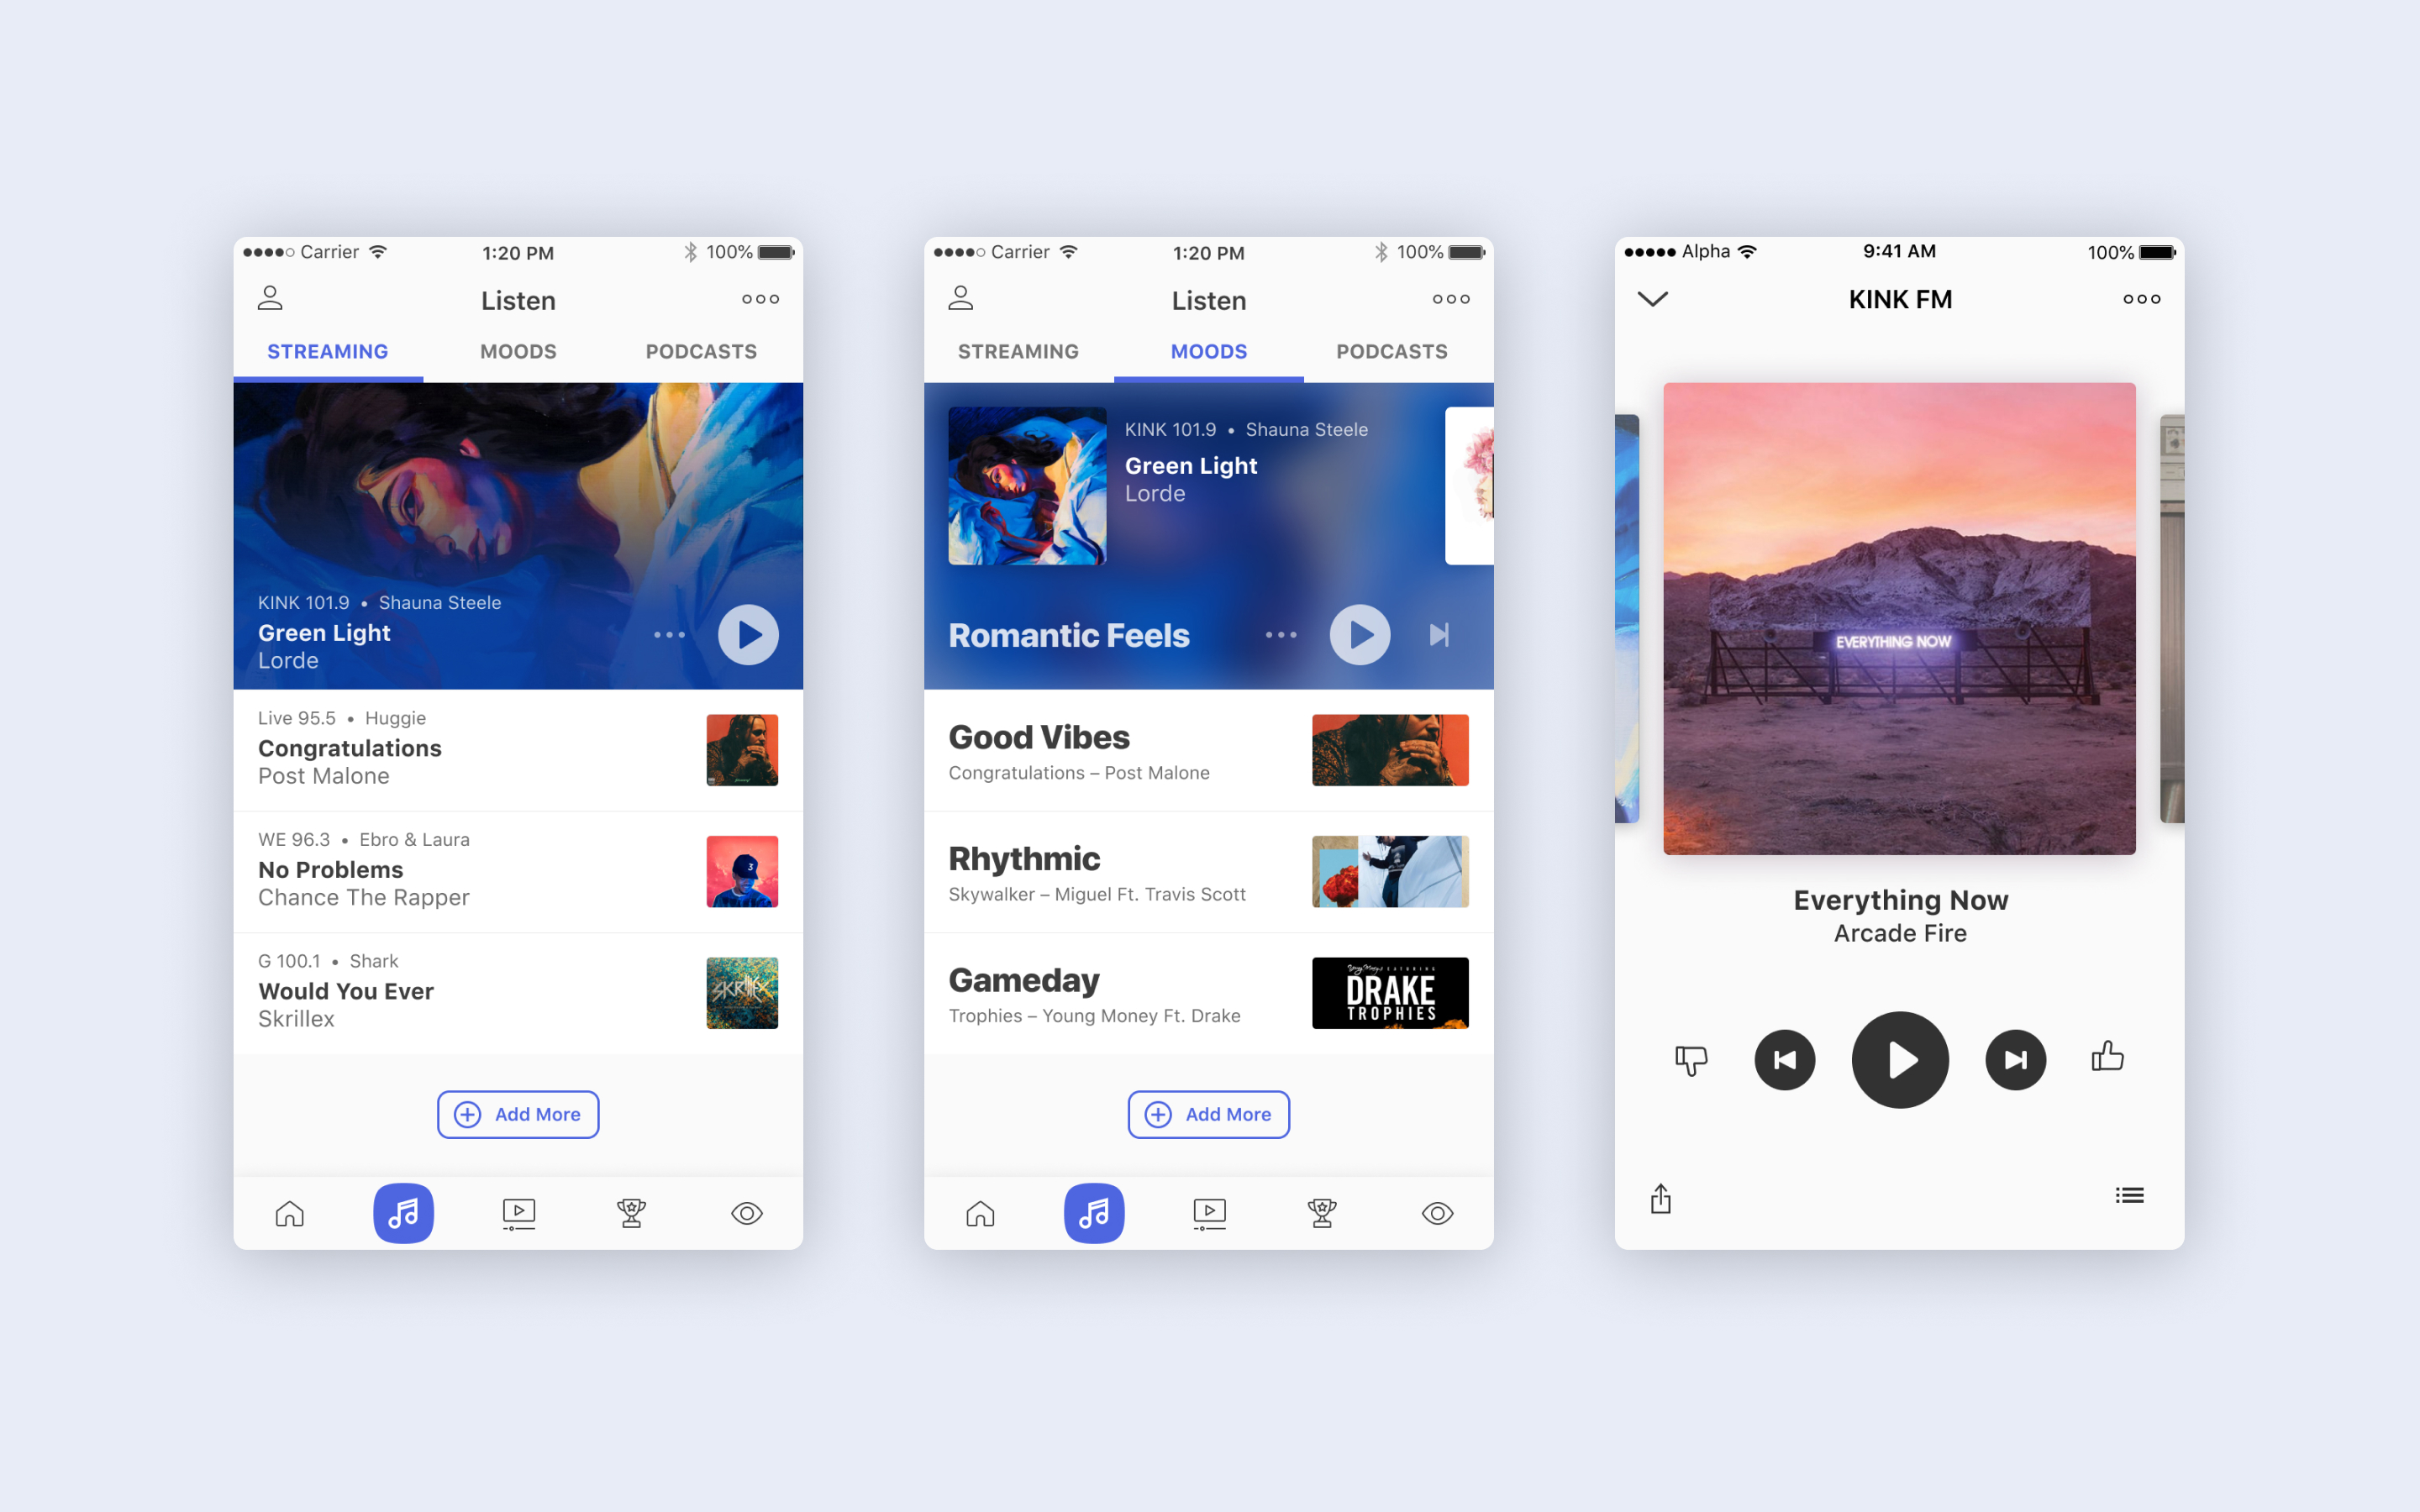 Carrier 1:20 PM 100%
Listen
STREAMING MOODS PODCASTS
KINK 101.9 • Shauna Steele
Green Light
Lorde
Live 95.5 • Huggie
Congratulations
Post Malone
WE 96.3 • Ebro & Laura
No Problems
Chance The Rapper
3
G 100.1 • Shark
Would You Ever
Skrillex
SKRILLEX
Add More
Carrier 1:20 PM 100%
Listen
STREAMING MOODS PODCASTS
KINK 101.9 • Shauna Steele
Green Light
Lorde
Romantic Feels
Good Vibes
Congratulations – Post Malone
Rhythmic
Skywalker – Miguel Ft. Travis Scott
Gameday
Trophies – Young Money Ft. Drake
Young Money FEATURING
DRAKE
TROPHIES
Add More
Alpha 9:41 AM 100%
KINK FM
EVERYTHING NOW
Everything Now
Arcade Fire